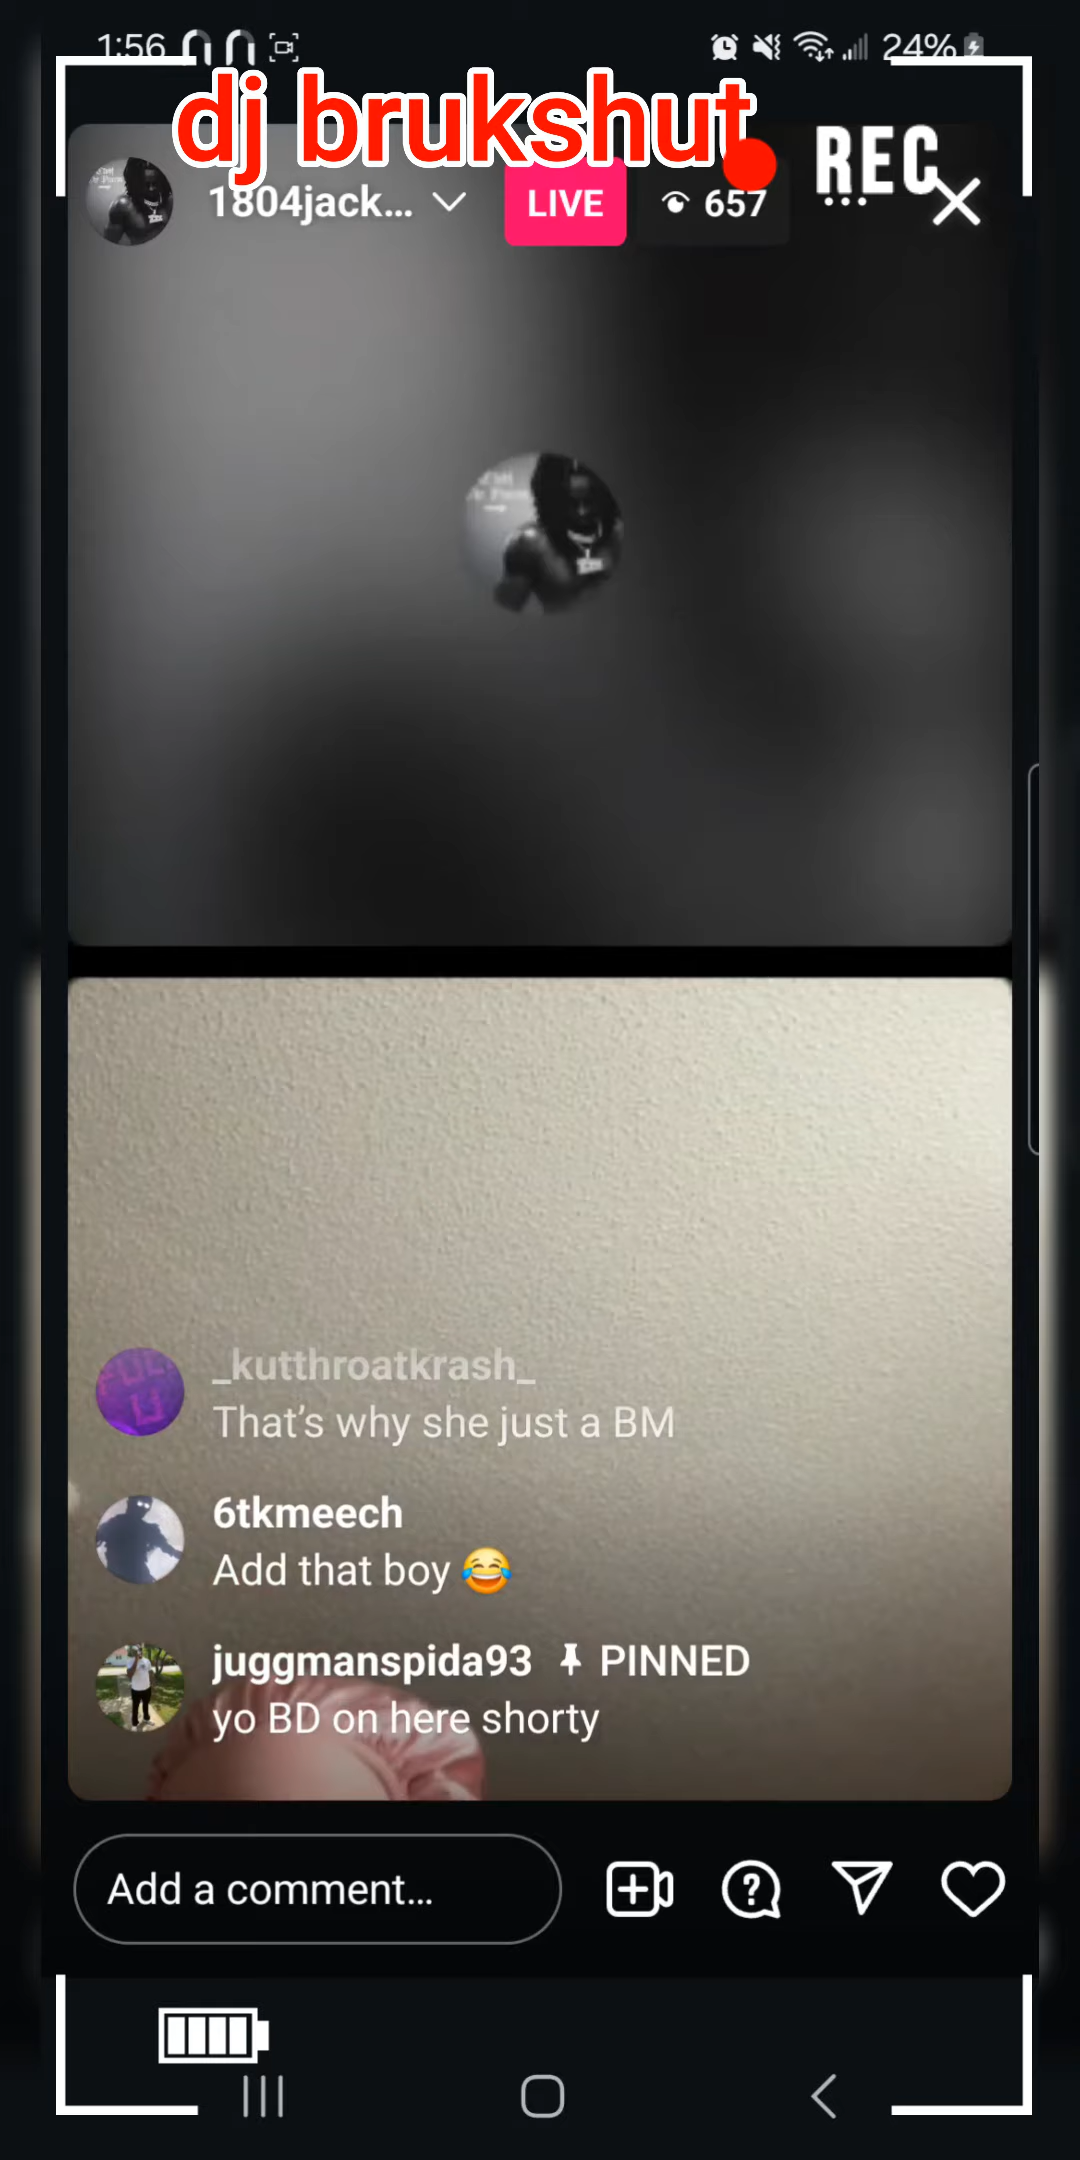 1:56
24%
dj brukshut
REC
1804jack...
LIVE
657
_kutthroatkrash_
That's why she just a BM
6tkmeech
Add that boy 😂
juggmanspida93 PINNED
yo BD on here shorty
Add a comment...